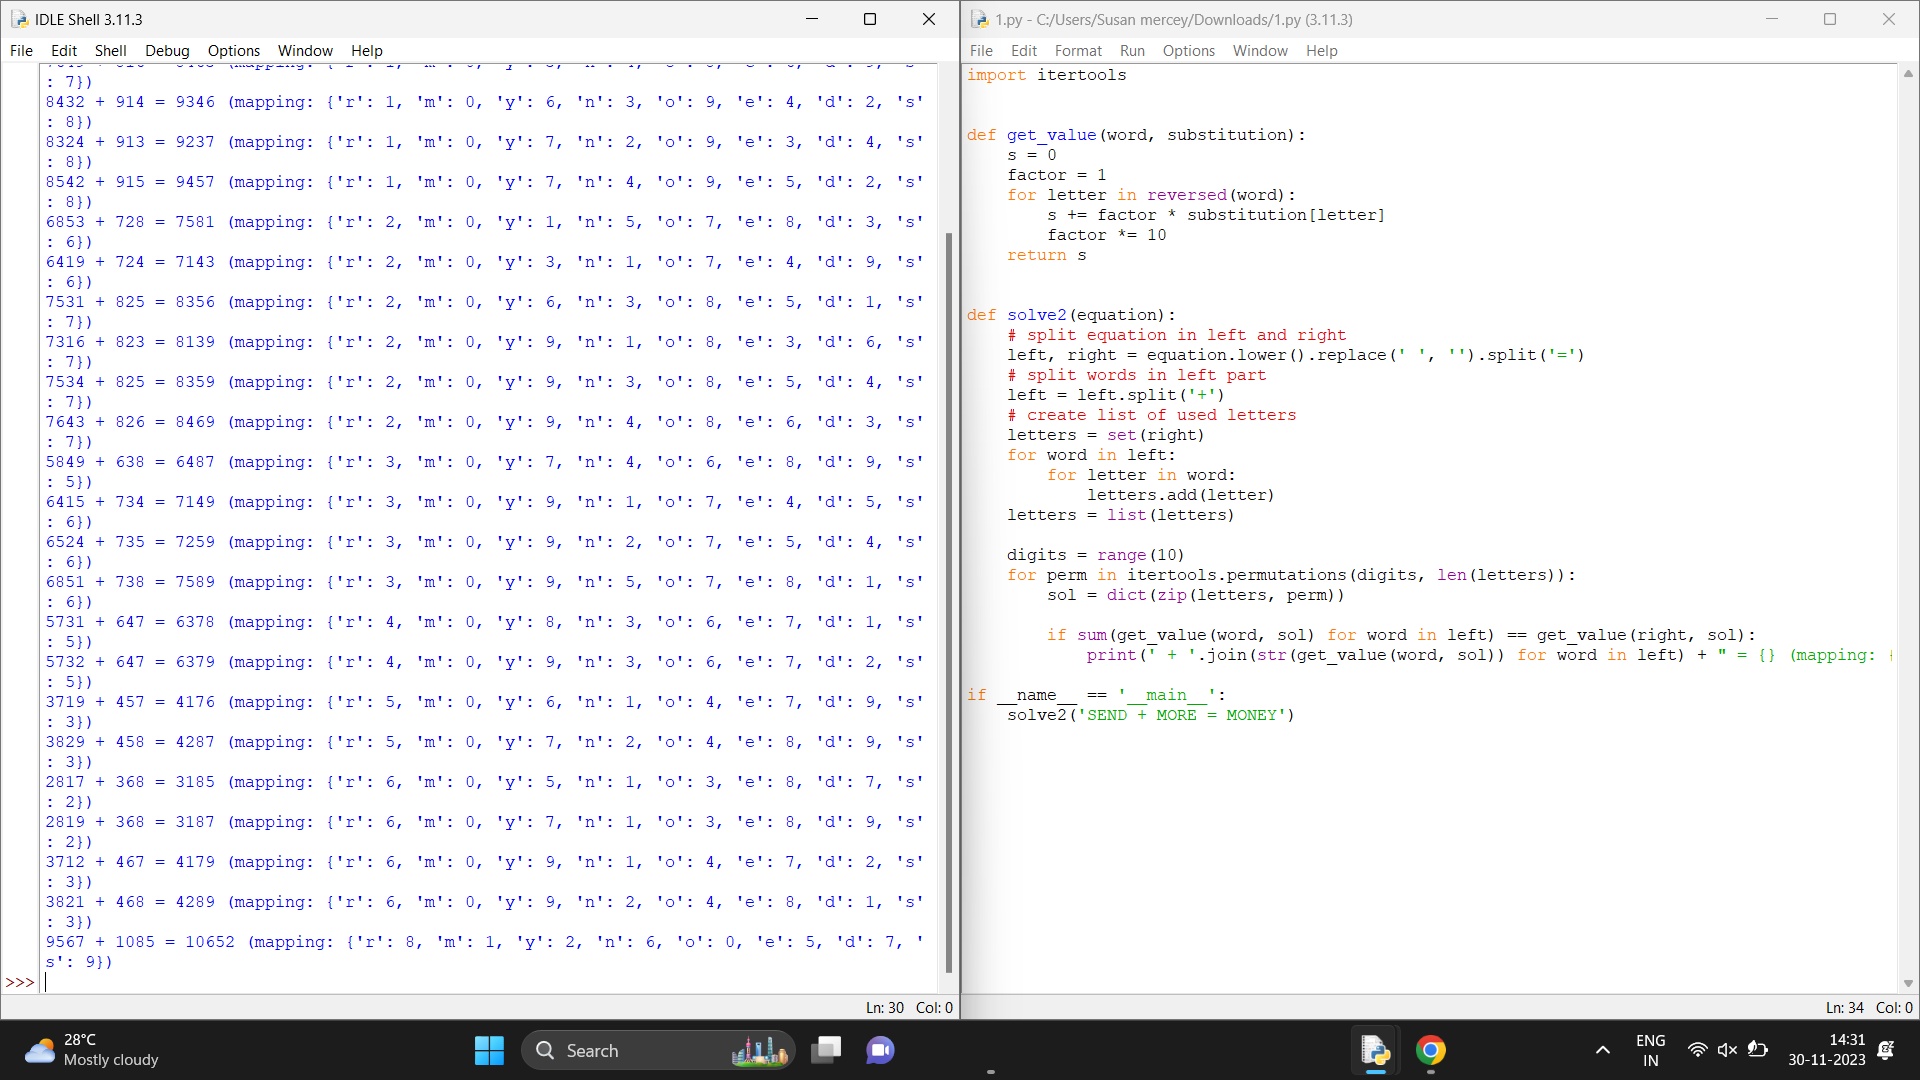 IDLE Shell 3.11.3
File Edit Shell Debug Options Window Help
: 7})
8432 + 914 = 9346 (mapping: {'r': 1, 'm': 0, 'y': 6, 'n': 3, 'o': 9, 'e': 4, 'd': 2, 's'
: 8})
8324 + 913 = 9237 (mapping: {'r': 1, 'm': 0, 'y': 7, 'n': 2, 'o': 9, 'e': 3, 'd': 4, 's'
: 8})
8542 + 915 = 9457 (mapping: {'r': 1, 'm': 0, 'y': 7, 'n': 4, 'o': 9, 'e': 5, 'd': 2, 's'
: 8})
6853 + 728 = 7581 (mapping: {'r': 2, 'm': 0, 'y': 1, 'n': 5, 'o': 7, 'e': 8, 'd': 3, 's'
: 6})
6419 + 724 = 7143 (mapping: {'r': 2, 'm': 0, 'y': 3, 'n': 1, 'o': 7, 'e': 4, 'd': 9, 's'
: 6})
7531 + 825 = 8356 (mapping: {'r': 2, 'm': 0, 'y': 6, 'n': 3, 'o': 8, 'e': 5, 'd': 1, 's'
: 7})
7316 + 823 = 8139 (mapping: {'r': 2, 'm': 0, 'y': 9, 'n': 1, 'o': 8, 'e': 3, 'd': 6, 's'
: 7})
7534 + 825 = 8359 (mapping: {'r': 2, 'm': 0, 'y': 9, 'n': 3, 'o': 8, 'e': 5, 'd': 4, 's'
: 7})
7643 + 826 = 8469 (mapping: {'r': 2, 'm': 0, 'y': 9, 'n': 4, 'o': 8, 'e': 6, 'd': 3, 's'
: 7})
5849 + 638 = 6487 (mapping: {'r': 3, 'm': 0, 'y': 7, 'n': 4, 'o': 6, 'e': 8, 'd': 9, 's'
: 5})
6415 + 734 = 7149 (mapping: {'r': 3, 'm': 0, 'y': 9, 'n': 1, 'o': 7, 'e': 4, 'd': 5, 's'
: 6})
6524 + 735 = 7259 (mapping: {'r': 3, 'm': 0, 'y': 9, 'n': 2, 'o': 7, 'e': 5, 'd': 4, 's'
: 6})
6851 + 738 = 7589 (mapping: {'r': 3, 'm': 0, 'y': 9, 'n': 5, 'o': 7, 'e': 8, 'd': 1, 's'
: 6})
5731 + 647 = 6378 (mapping: {'r': 4, 'm': 0, 'y': 8, 'n': 3, 'o': 6, 'e': 7, 'd': 1, 's'
: 5})
5732 + 647 = 6379 (mapping: {'r': 4, 'm': 0, 'y': 9, 'n': 3, 'o': 6, 'e': 7, 'd': 2, 's'
: 5})
3719 + 457 = 4176 (mapping: {'r': 5, 'm': 0, 'y': 6, 'n': 1, 'o': 4, 'e': 7, 'd': 9, 's'
: 3})
3829 + 458 = 4287 (mapping: {'r': 5, 'm': 0, 'y': 7, 'n': 2, 'o': 4, 'e': 8, 'd': 9, 's'
: 3})
2817 + 368 = 3185 (mapping: {'r': 6, 'm': 0, 'y': 5, 'n': 1, 'o': 3, 'e': 8, 'd': 7, 's'
: 2})
2819 + 368 = 3187 (mapping: {'r': 6, 'm': 0, 'y': 7, 'n': 1, 'o': 3, 'e': 8, 'd': 9, 's'
: 2})
3712 + 467 = 4179 (mapping: {'r': 6, 'm': 0, 'y': 9, 'n': 1, 'o': 4, 'e': 7, 'd': 2, 's'
: 3})
3821 + 468 = 4289 (mapping: {'r': 6, 'm': 0, 'y': 9, 'n': 2, 'o': 4, 'e': 8, 'd': 1, 's'
: 3})
9567 + 1085 = 10652 (mapping: {'r': 8, 'm': 1, 'y': 2, 'n': 6, 'o': 0, 'e': 5, 'd': 7, '
s': 9})
>>>
Ln: 30 Col: 0
1.py - C:/Users/Susan mercey/Downloads/1.py (3.11.3)
File Edit Format Run Options Window Help
import itertools
def get_value(word, substitution):
    s = 0
    factor = 1
    for letter in reversed(word):
        s += factor * substitution[letter]
        factor *= 10
    return s
def solve2(equation):
    # split equation in left and right
    left, right = equation.lower().replace(' ', '').split('=')
    # split words in left part
    left = left.split('+')
    # create list of used letters
    letters = set(right)
    for word in left:
        for letter in word:
            letters.add(letter)
    letters = list(letters)
    digits = range(10)
    for perm in itertools.permutations(digits, len(letters)):
        sol = dict(zip(letters, perm))
        if sum(get_value(word, sol) for word in left) == get_value(right, sol):
            print(' + '.join(str(get_value(word, sol)) for word in left) + " = {} (mapping: {
if __name__ == '__main__':
    solve2('SEND + MORE = MONEY')
Ln: 34 Col: 0
28°C
Mostly cloudy
Search
ENG
IN
14:31
30-11-2023